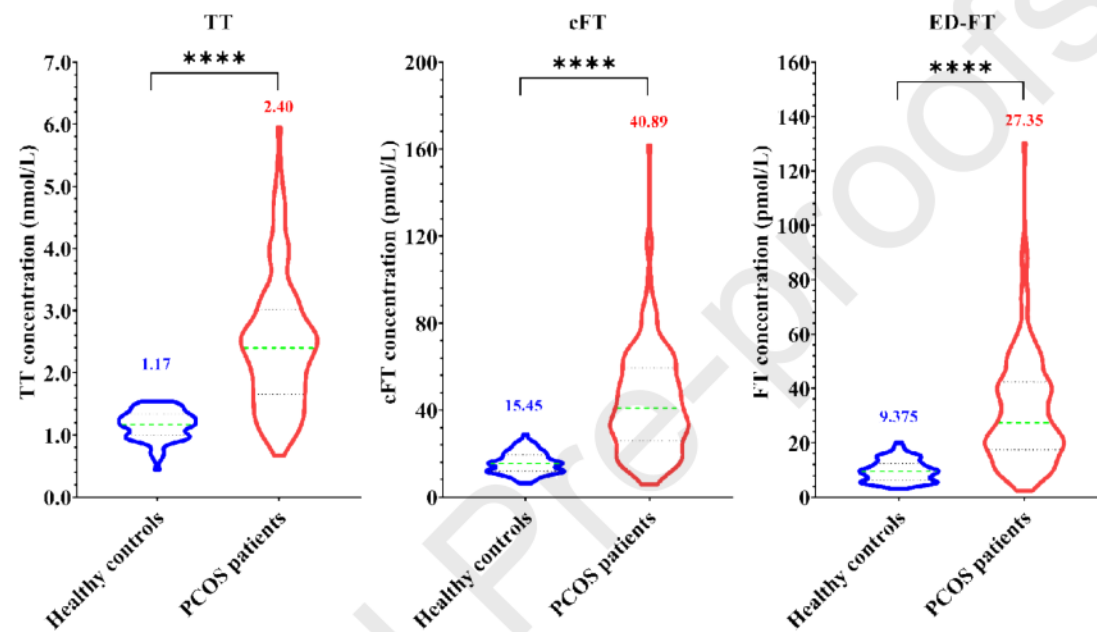 TT
****
7.0
6.0
5.0
4.0
3.0
2.0
1.0
0.0
TT concentration (nmol/L)
2.40
1.17
Healthy controls
PCOS patients
cFT
****
200
160
120
80
40
0
cFT concentration (pmol/L)
40.89
15.45
Healthy controls
PCOS patients
ED-FT
****
160
140
120
100
80
60
40
20
0
FT concentration (pmol/L)
27.35
9.375
Healthy controls
PCOS patients
Pre-proofs